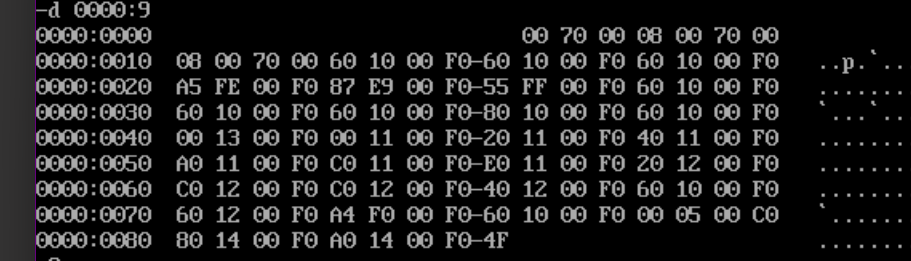 -d 0000:9
0000:0000 00 70 00 08 00 70 00
0000:0010 08 00 70 00 60 10 00 F0-60 10 00 F0 60 10 00 F0 ..p.`..
0000:0020 A5 FE 00 F0 87 E9 00 F0-55 FF 00 F0 60 10 00 F0 .......
0000:0030 60 10 00 F0 60 10 00 F0-80 10 00 F0 60 10 00 F0 `...`..
0000:0040 00 13 00 F0 00 11 00 F0-20 11 00 F0 40 11 00 F0 .......
0000:0050 A0 11 00 F0 C0 11 00 F0-E0 11 00 F0 20 12 00 F0 .......
0000:0060 C0 12 00 F0 C0 12 00 F0-40 12 00 F0 60 10 00 F0 .......
0000:0070 60 12 00 F0 A4 F0 00 F0-60 10 00 F0 00 05 00 C0 `......
0000:0080 80 14 00 F0 A0 14 00 F0-4F .......